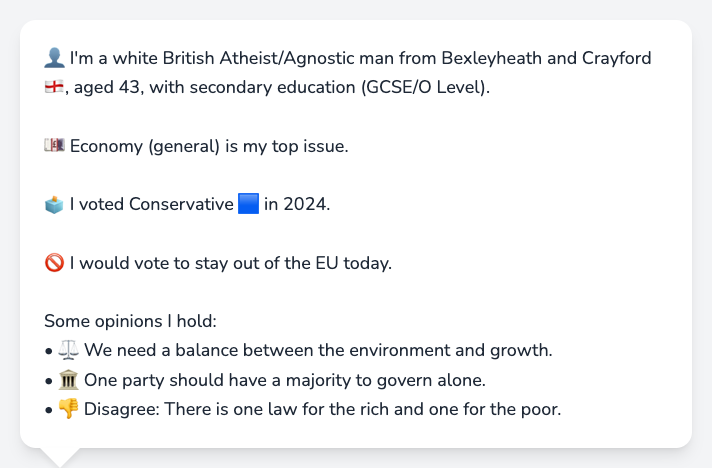 👤 I'm a white British Atheist/Agnostic man from Bexleyheath and Crayford
🏴󠁧󠁢󠁥󠁮󠁧󠁿, aged 43, with secondary education (GCSE/O Level).
💷 Economy (general) is my top issue.
🗳️ I voted Conservative 🟦 in 2024.
🚫 I would vote to stay out of the EU today.
Some opinions I hold:
• ⚖️ We need a balance between the environment and growth.
• 🏛️ One party should have a majority to govern alone.
• 👎 Disagree: There is one law for the rich and one for the poor.